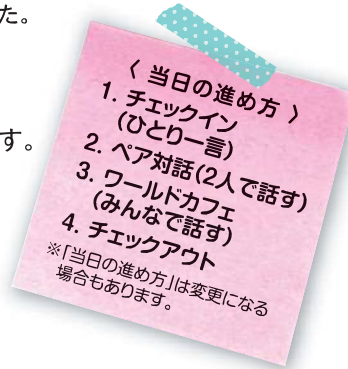 た。
す。
〈 当日の進め方 〉
1. チェックイン
(ひとり一言)
2. ペア対話(2人で話す)
3. ワールドカフェ
(みんなで話す)
4. チェックアウト
※「当日の進め方」は変更になる
場合もあります。